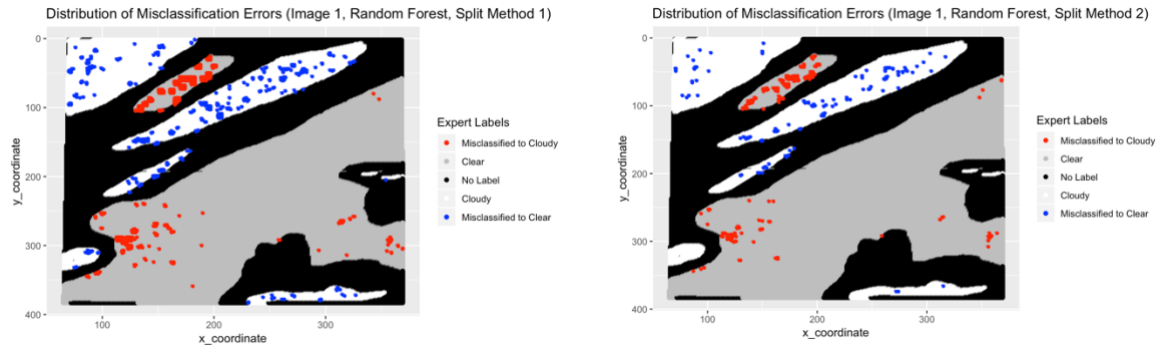 Distribution of Misclassification Errors (Image 1, Random Forest, Split Method 1)
0
100
200
300
400
y_coordinate
100
200
300
x_coordinate
Expert Labels
Misclassified to Cloudy
Clear
No Label
Cloudy
Misclassified to Clear
Distribution of Misclassification Errors (Image 1, Random Forest, Split Method 2)
0
100
200
300
400
y_coordinate
100
200
300
x_coordinate
Expert Labels
Misclassified to Cloudy
Clear
No Label
Cloudy
Misclassified to Clear